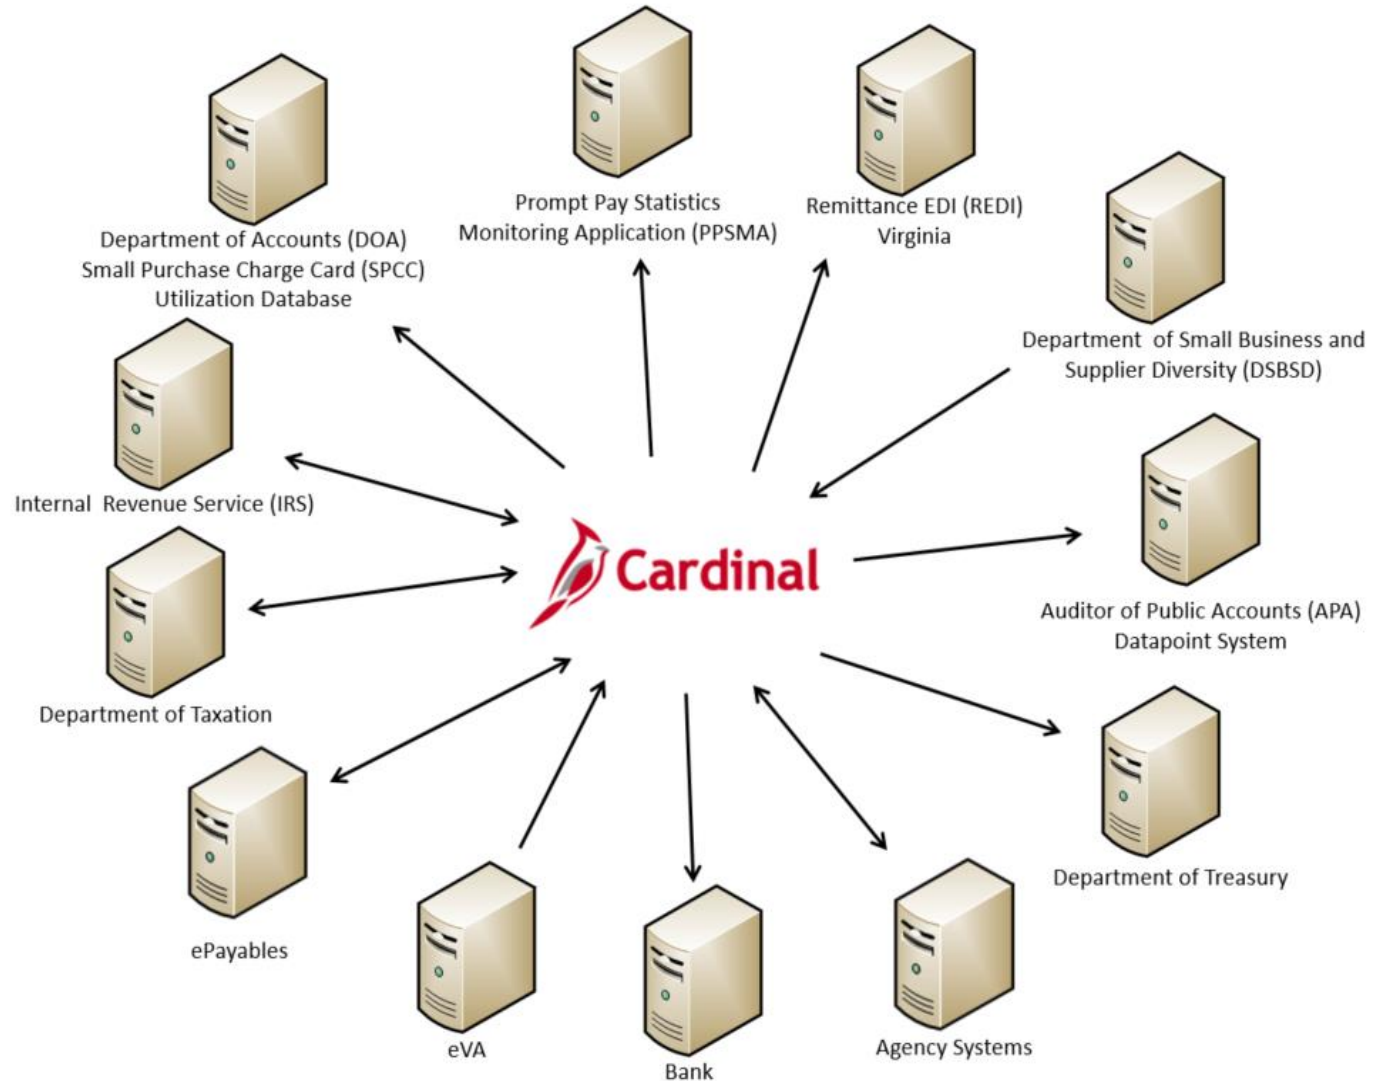 Prompt Pay Statistics
Monitoring Application (PPSMA)
Remittance EDI (REDI)
Virginia
Department of Accounts (DOA)
Small Purchase Charge Card (SPCC)
Utilization Database
Department  of Small Business and
Supplier Diversity (DSBSD)
Internal  Revenue Service (IRS)
Cardinal
Auditor of Public Accounts (APA)
Datapoint System
Department of Taxation
Department of Treasury
ePayables
eVA
Agency Systems
Bank